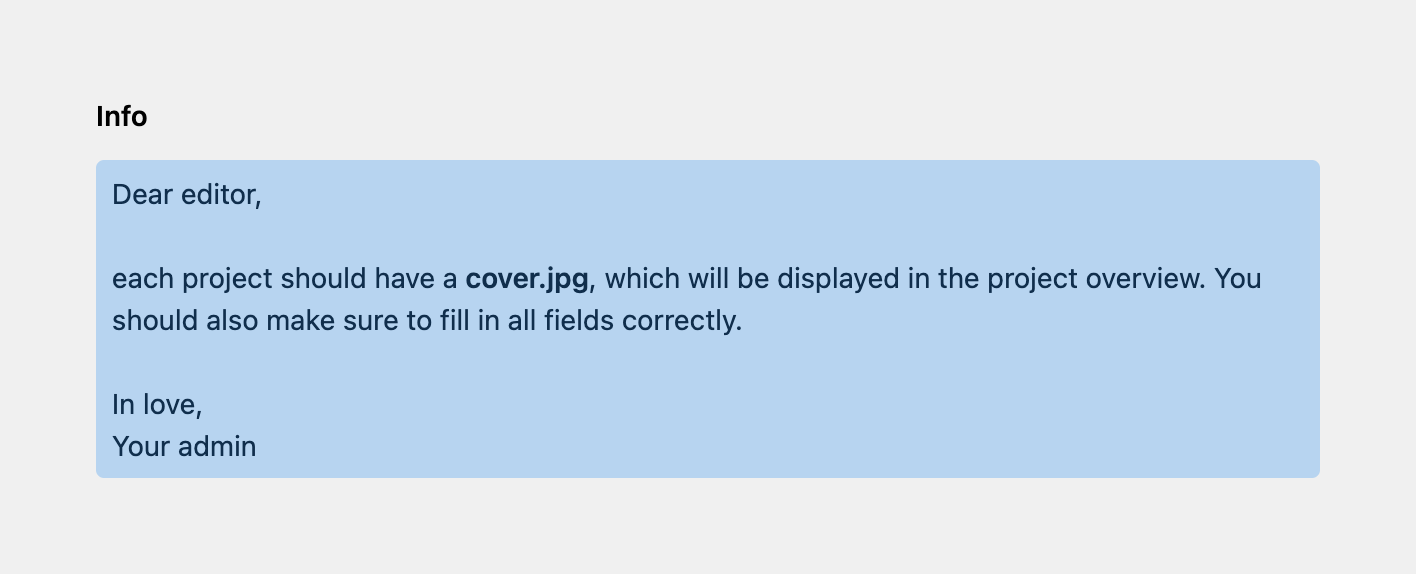 Info
Dear editor,
each project should have a cover.jpg, which will be displayed in the project overview. You
should also make sure to fill in all fields correctly.
In love,
Your admin